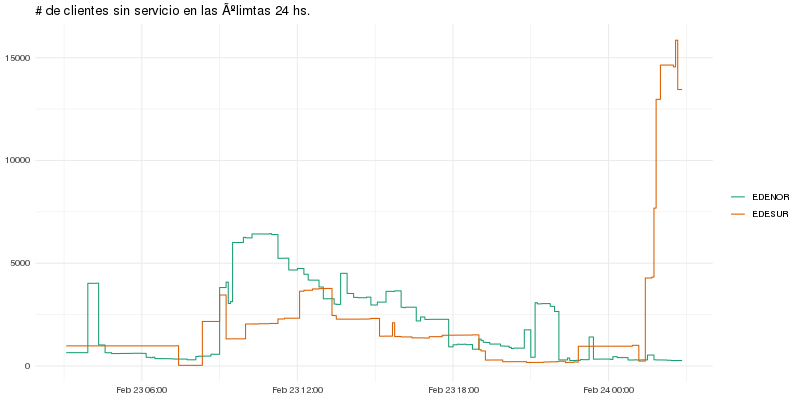 # de clientes sin servicio en las Ãºlimtas 24 hs.
15000
10000
5000
0
Feb 23 06:00
Feb 23 12:00
Feb 23 18:00
Feb 24 00:00
EDENOR
EDESUR